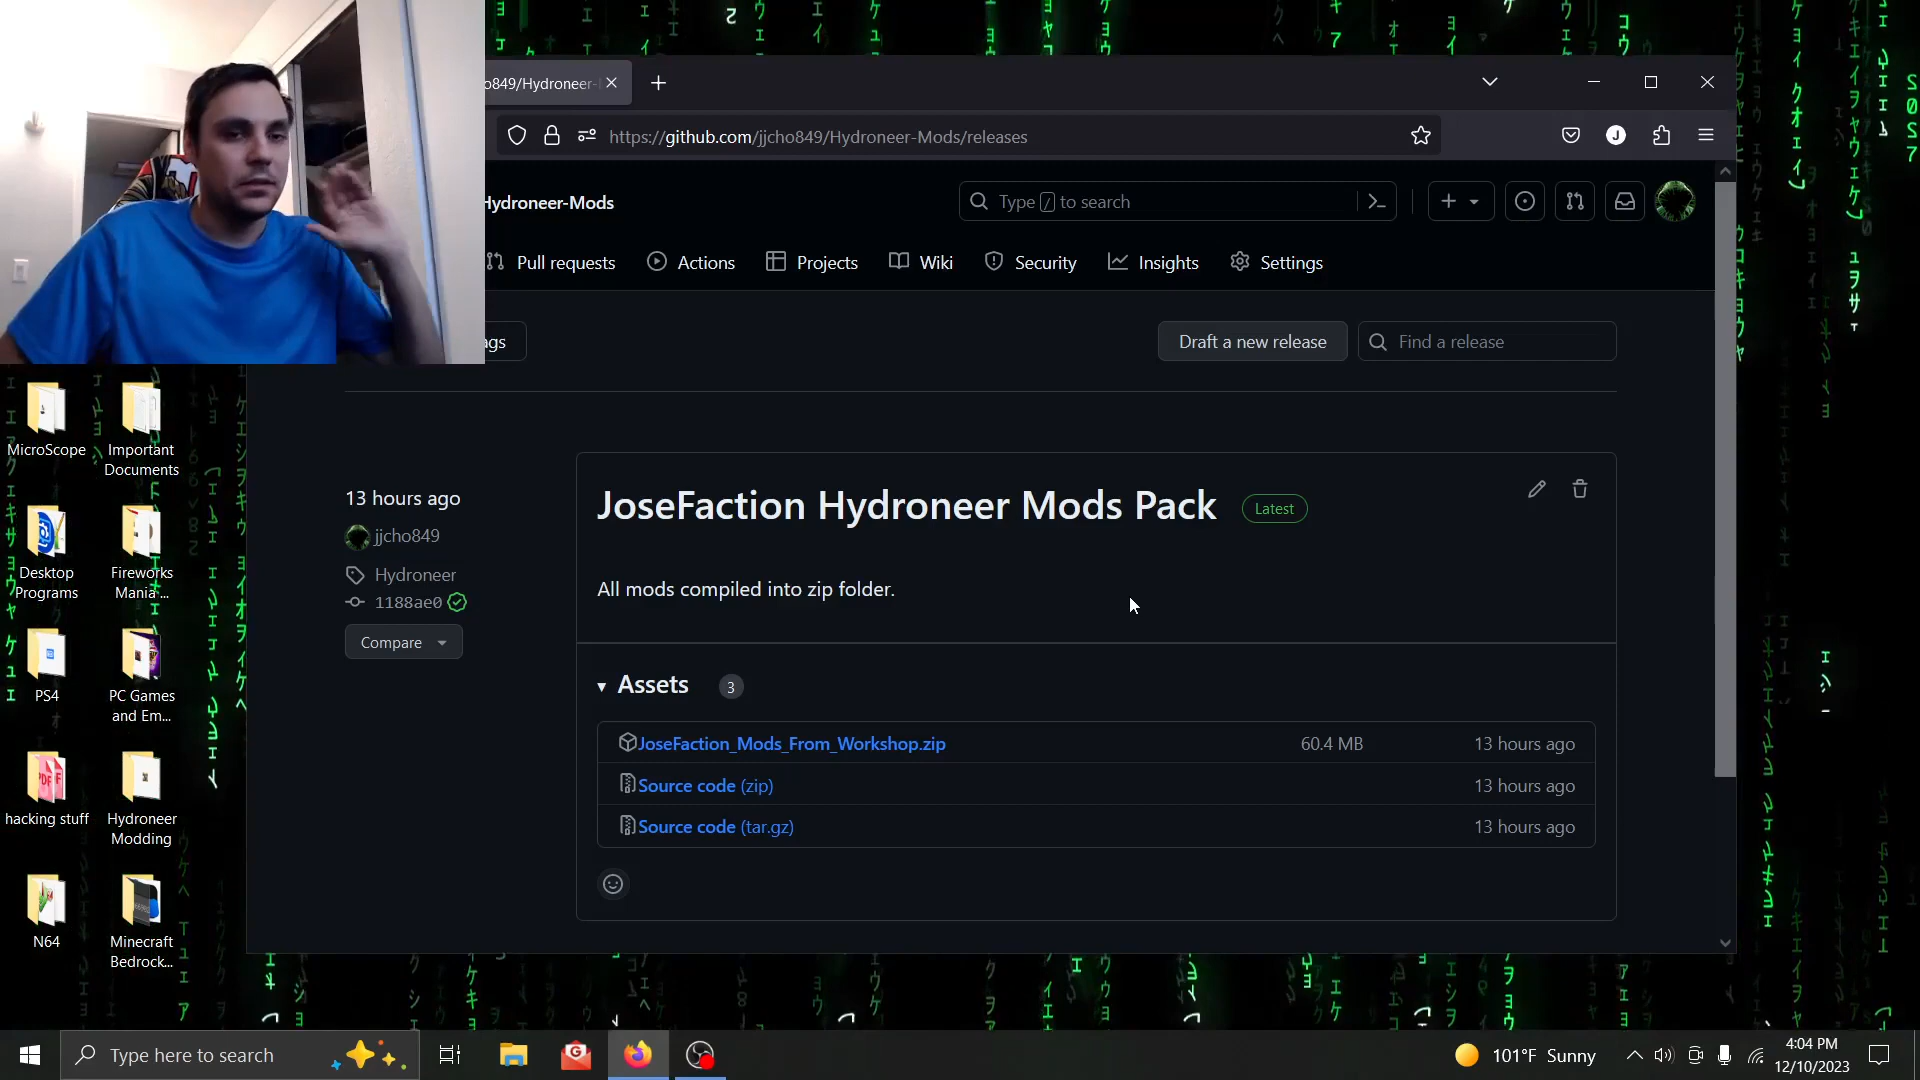 o849/Hydroneer-
https://github.com/jjcho849/Hydroneer-Mods/releases
Hydroneer-Mods
Type / to search
Pull requests
Actions
Projects
Wiki
Security
Insights
Settings
ags
Draft a new release
Find a release
13 hours ago
jjcho849
Hydroneer
1188ae0
Compare
JoseFaction Hydroneer Mods Pack
Latest
All mods compiled into zip folder.
Assets 3
JoseFaction_Mods_From_Workshop.zip 60.4 MB 13 hours ago
Source code (zip) 13 hours ago
Source code (tar.gz) 13 hours ago
MicroScope
Important
Documents
Desktop
Programs
Fireworks
Mania ...
PS4
PC Games
and Em...
hacking stuff
Hydroneer
Modding
N64
Minecraft
Bedrock...
Type here to search
101°F Sunny
4:04 PM
12/10/2023